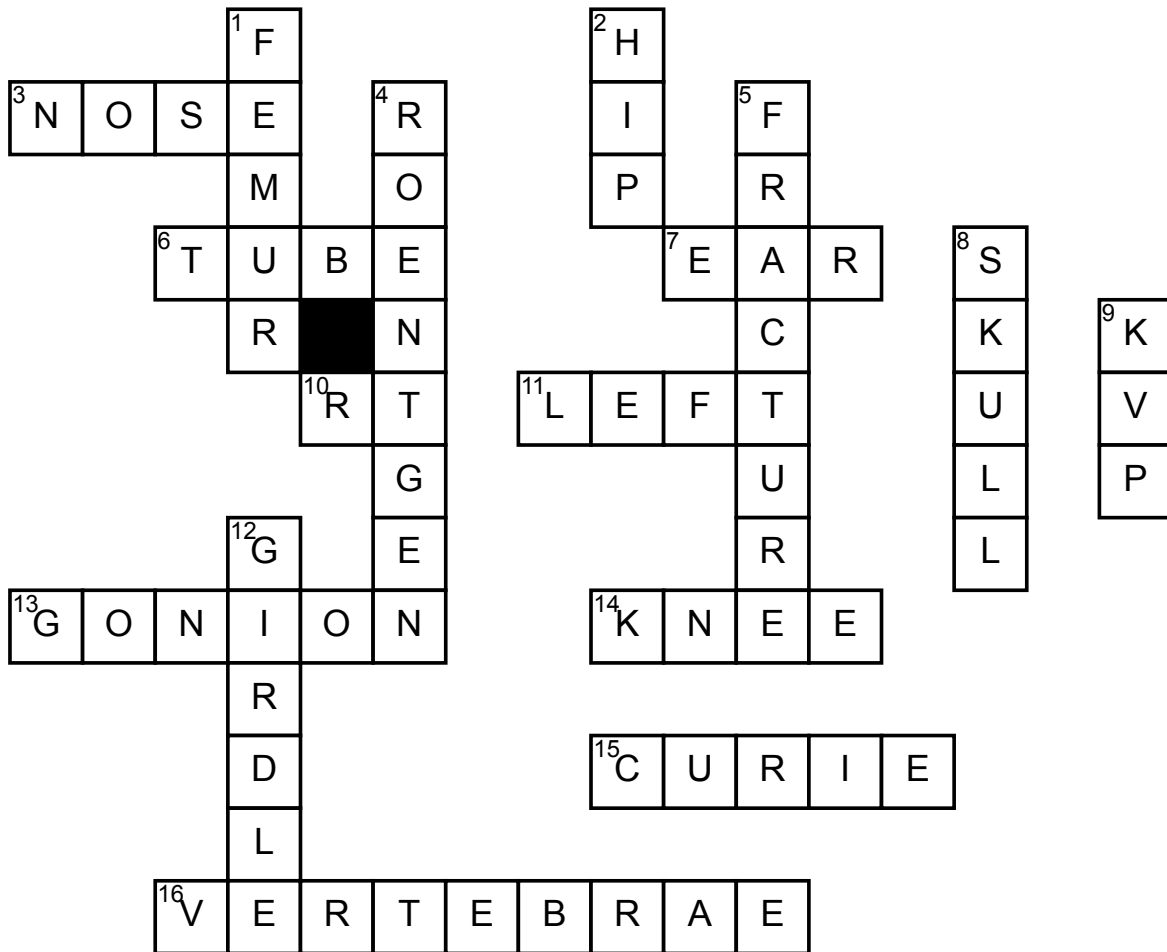 1 F 2 H
3 N O S E 4 R I 5 F
M O P R
6 T U B E 7 E A R 8 S
R N C K 9 K
10 R T 11 L E F T U V
G U L P
12 G E R L
13 G O N I O N 14 K N E E
R
D 15 C U R I E
L
16 V E R T E B R A E